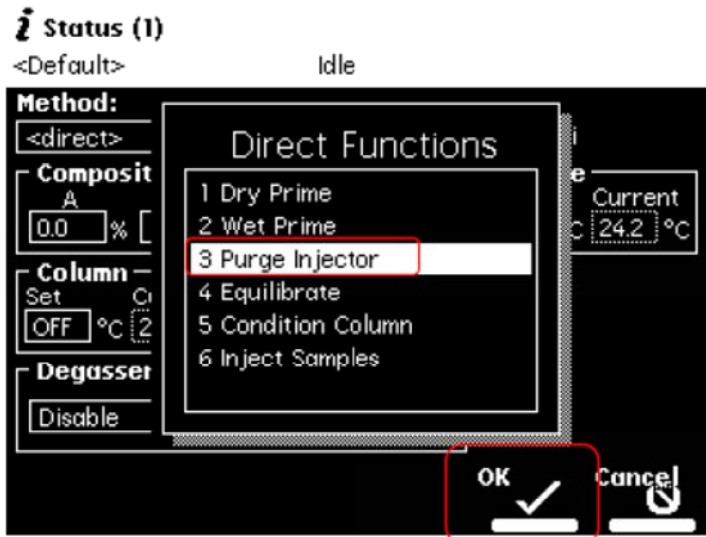 i Status (1)
<Default> Idle
Method:
<direct>
Direct Functions
1 Dry Prime
2 Wet Prime
3 Purge Injector
4 Equilibrate
5 Condition Column
6 Inject Samples
Composit
A
0.0 %
Current
24.2 °C
Column
Set
OFF °C 2
Degasser
Disable
OK
Cancel